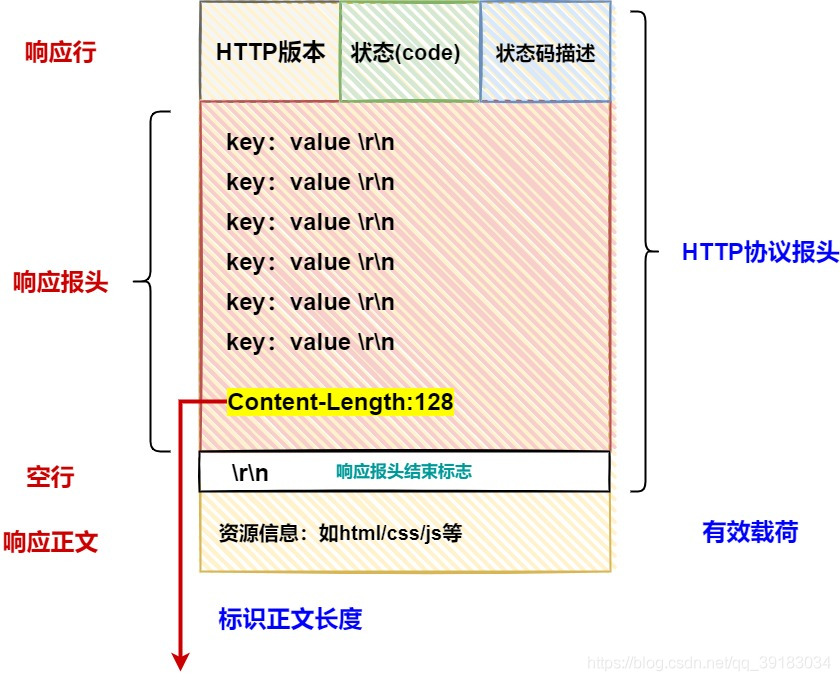 响应行
HTTP版本
状态(code)
状态码描述
key：value \r\n
key：value \r\n
key：value \r\n
key：value \r\n
key：value \r\n
key：value \r\n
响应报头
HTTP协议报头
Content-Length:128
空行
\r\n
响应报头结束标志
响应正文
资源信息：如html/css/js等
有效载荷
标识正文长度
https://blog.csdn.net/qq_39183034